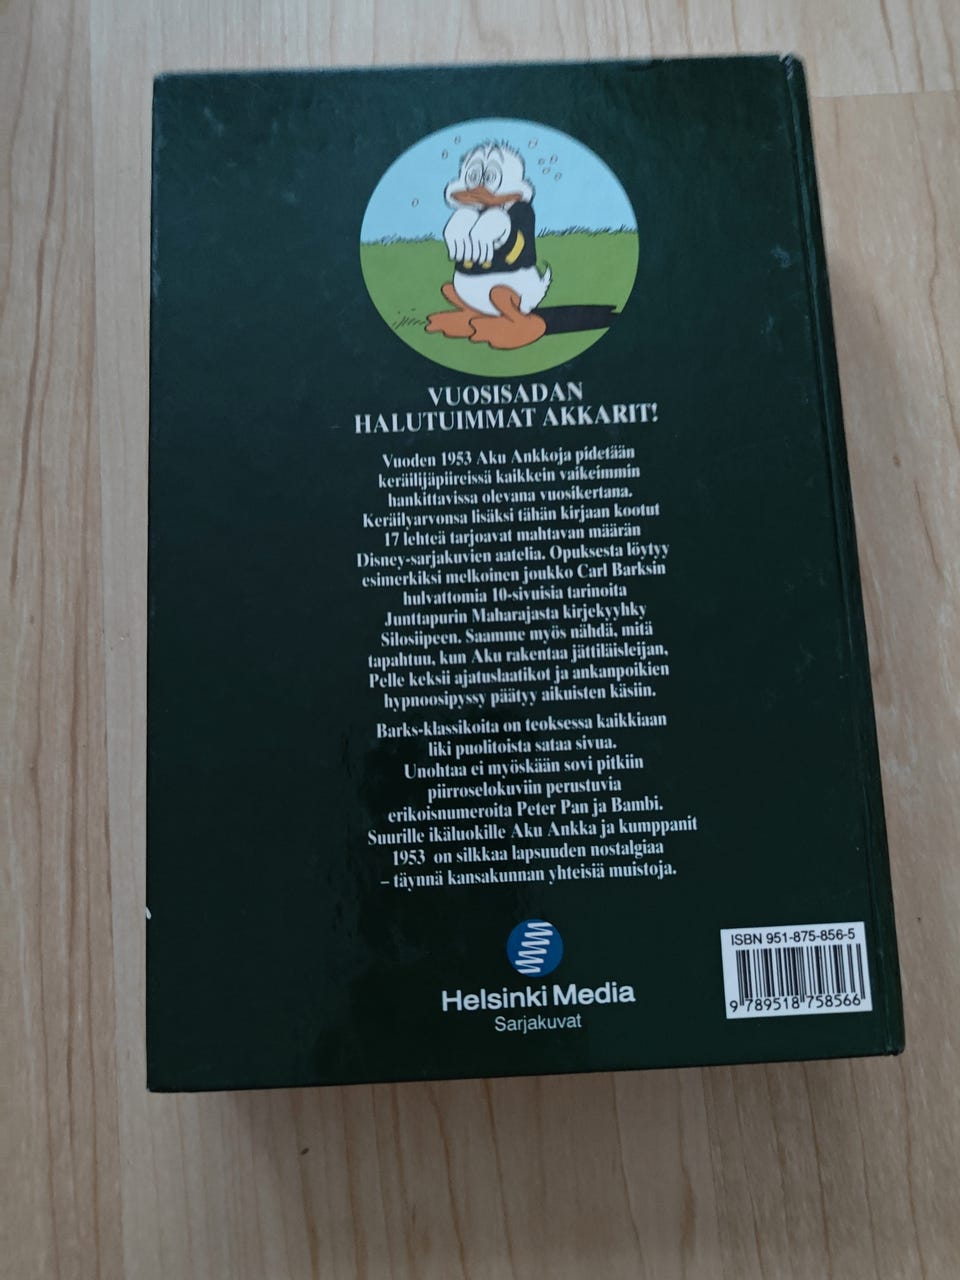 VUOSISADAN
HALUTUIMMAT AKKARIT!
Vuoden 1953 Aku Ankkoja pidetään
keräilijäpiireissä kaikkein vaikeimmin
hankittavissa olevana vuosikertana.
Keräilyarvonsa lisäksi tähän kirjaan kootut
17 lehteä tarjoavat mahtavan määrän
Disney-sarjakuvien aatelia. Opuksesta löytyy
esimerkiksi melkoinen joukko Carl Barksin
hulvattomia 10-sivuisia tarinoita
Junttapurin Maharajasta kirjekyyhky
Silosiipeen. Saamme myös nähdä, mitä
tapahtuu, kun Aku rakentaa jättiläisleijan,
Pelle keksii ajatuslaatikot ja ankanpoikien
hypnoosipyssy päätyy aikuisten käsiin.
Barks-klassikoita on teoksessa kaikkiaan
liki puolitoista sataa sivua.
Unohtaa ei myöskään sovi pitkiin
piirroselokuviin perustuvia
erikoisnumeroita Peter Pan ja Bambi.
Suurille ikäluokille Aku Ankka ja kumppanit
1953 on silkkaa lapsuuden nostalgiaa
– täynnä kansakunnan yhteisiä muistoja.
ISBN 951-875-856-5
9 789518 758566
Helsinki Media
Sarjakuvat